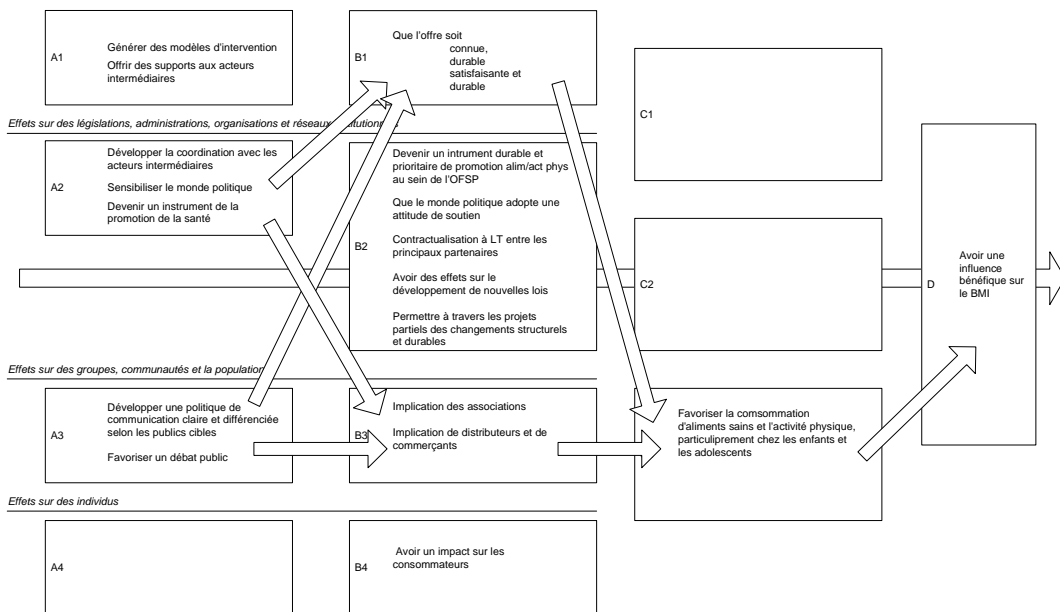 A1
Générer des modèles d'intervention
Offrir des supports aux acteurs
intermédiaires
B1
Que l'offre soit
connue,
durable
satisfaisante et
durable
C1
Effets sur des législations, administrations, organisations et réseaux
A2
Développer la coordination avec les
acteurs intermédiaires
Sensibiliser le monde politique
Devenir un instrument de la
promotion de la santé
B2
Devenir un intrument durable et
prioritaire de promotion alim/act phys
au sein de l'OFSP
Que le monde politique adopte une
attitude de soutien
Contractualisation à LT entre les
principaux partenaires
Avoir des effets sur le
développement de nouvelles lois
Permettre à travers les projets
partiels des changements structurels
et durables
C2
D
Avoir une
influence
bénéfique sur
le BMI
Effets sur des groupes, communautés et la population
A3
Développer une politique de
communication claire et différenciée
selon les publics cibles
Favoriser un débat public
B3
Implication des associations
Implication de distributeurs et de
commerçants
Favoriser la comsommation
d'aliments sains et l'activité physique,
particuliprement chez les enfants et
les adolescents
Effets sur des individus
A4
B4
Avoir un impact sur les
consommateurs